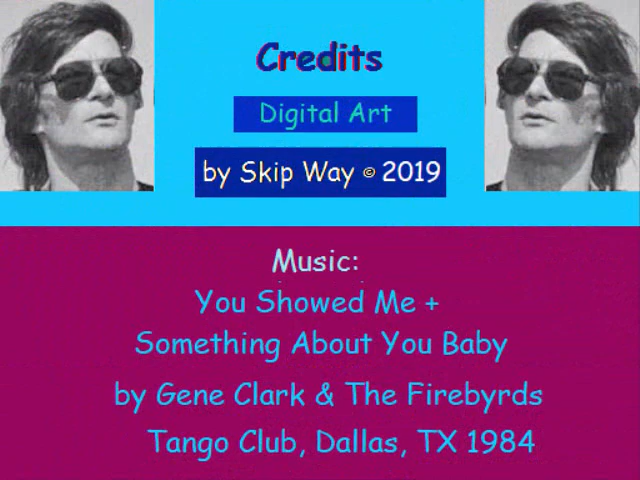 Credits
Digital Art
by Skip Way © 2019
Music:
You Showed Me +
Something About You Baby
by Gene Clark & The Firebyrds
Tango Club, Dallas, TX 1984